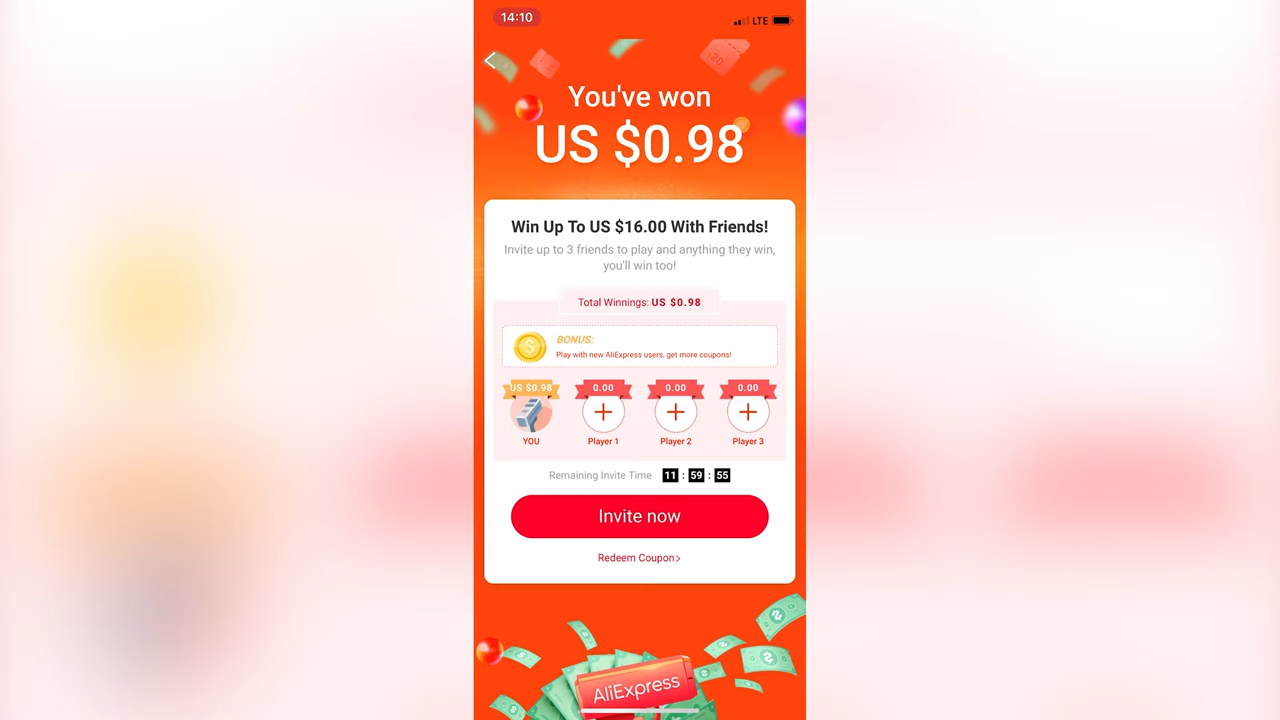 14:10
LTE
20
You've won
US $0.98
Win Up To US $16.00 With Friends!
Invite up to 3 friends to play and anything they win,
you'll win too!
Total Winnings: US $0.98
BONUS:
Play with new AliExpress users, get more coupons!
US $0.98
0.00
0.00
0.00
YOU
Player 1
Player 2
Player 3
Remaining Invite Time 11 : 59 : 55
Invite now
Redeem Coupon>
AliExpress